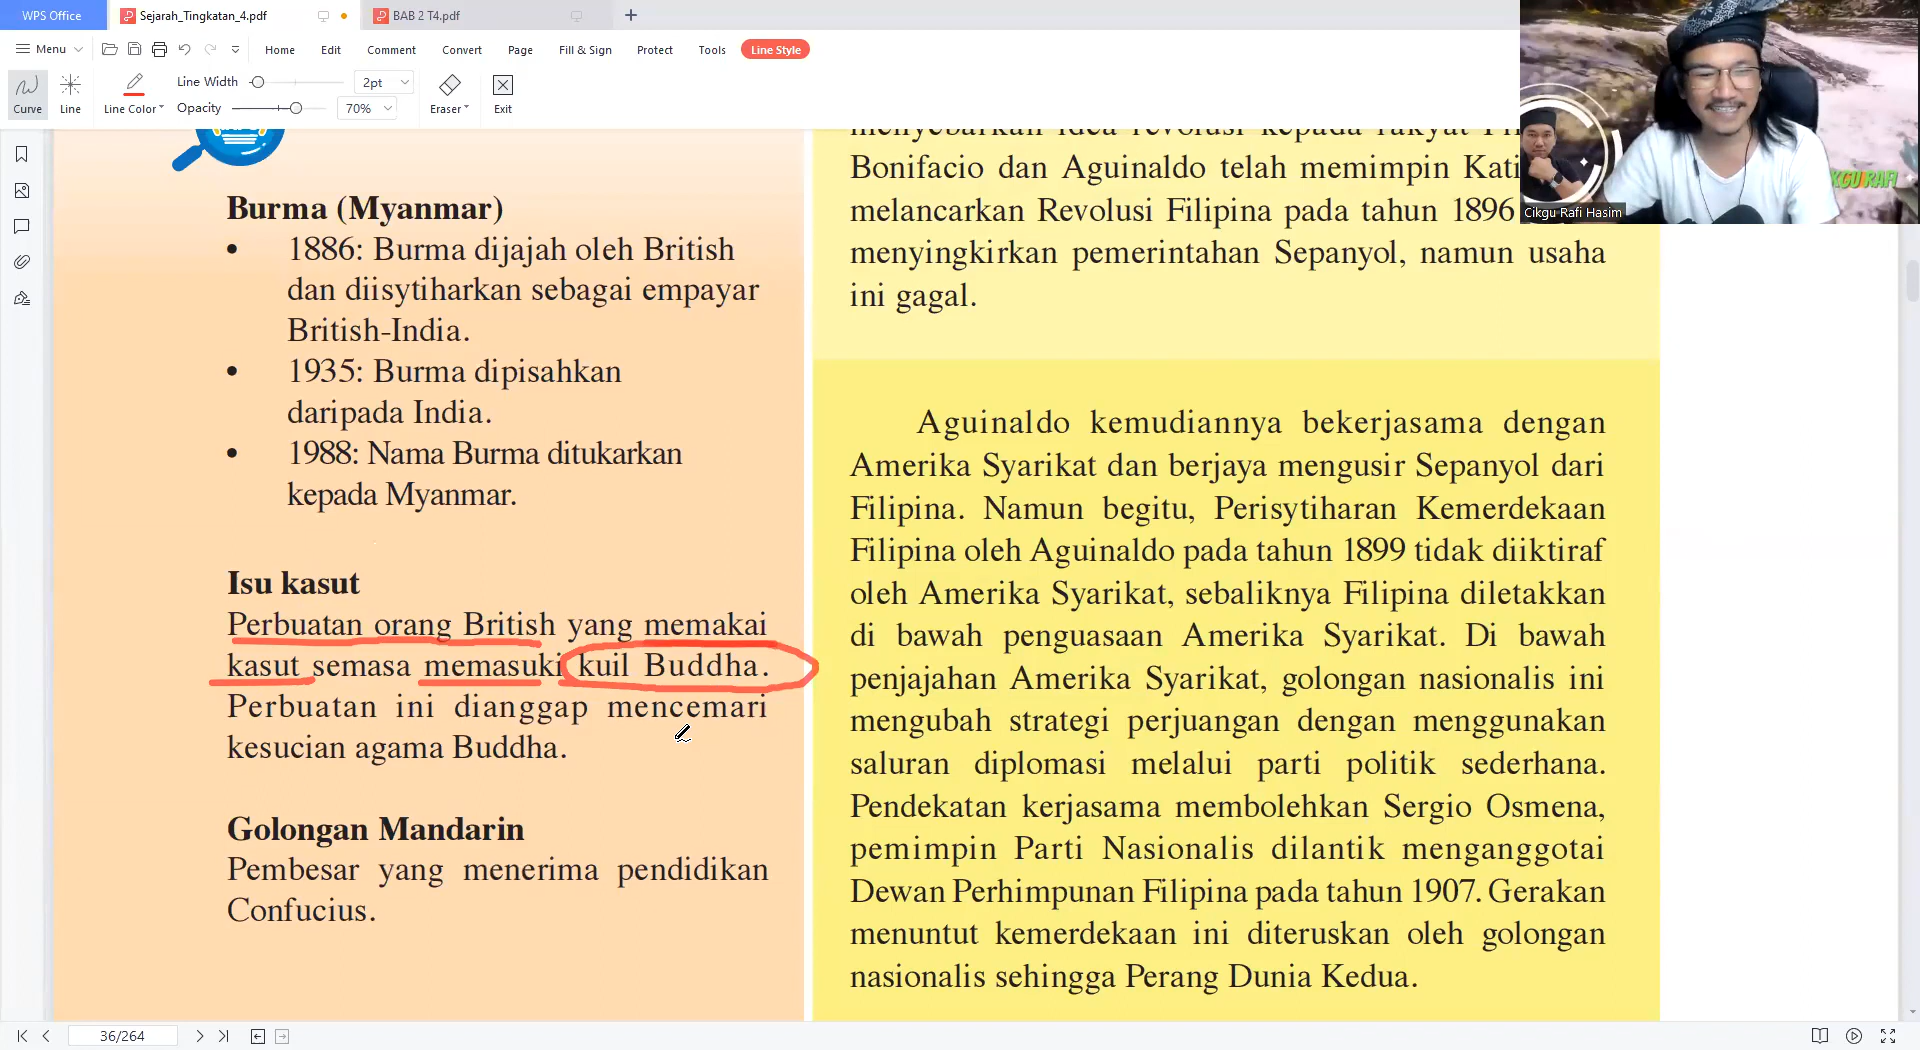 WPS Office
Sejarah_Tingkatan_4.pdf
BAB 2 T4.pdf
Menu
Home Edit Comment Convert Page Fill & Sign Protect Tools Line Style
Curve
Line
Line Color
Line Width
2pt
Opacity
70%
Eraser
Exit
Burma (Myanmar)
• 1886: Burma dijajah oleh British
dan diisytiharkan sebagai empayar
British-India.
• 1935: Burma dipisahkan
daripada India.
• 1988: Nama Burma ditukarkan
kepada Myanmar.
Isu kasut
Perbuatan orang British yang memakai
kasut semasa memasuki kuil Buddha.
Perbuatan ini dianggap mencemari
kesucian agama Buddha.
Golongan Mandarin
Pembesar yang menerima pendidikan
Confucius.
menyebarkan idea revolusi kepada rakyat
Bonifacio dan Aguinaldo telah memimpin
melancarkan Revolusi Filipina pada tahun 1896
menyingkirkan pemerintahan Sepanyol, namun usaha
ini gagal.
Aguinaldo kemudiannya bekerjasama dengan
Amerika Syarikat dan berjaya mengusir Sepanyol dari
Filipina. Namun begitu, Perisytiharan Kemerdekaan
Filipina oleh Aguinaldo pada tahun 1899 tidak diiktiraf
oleh Amerika Syarikat, sebaliknya Filipina diletakkan
di bawah penguasaan Amerika Syarikat. Di bawah
penjajahan Amerika Syarikat, golongan nasionalis ini
mengubah strategi perjuangan dengan menggunakan
saluran diplomasi melalui parti politik sederhana.
Pendekatan kerjasama membolehkan Sergio Osmena,
pemimpin Parti Nasionalis dilantik menganggotai
Dewan Perhimpunan Filipina pada tahun 1907. Gerakan
menuntut kemerdekaan ini diteruskan oleh golongan
nasionalis sehingga Perang Dunia Kedua.
KGU RAFI
Cikgu Rafi Hasim
36/264